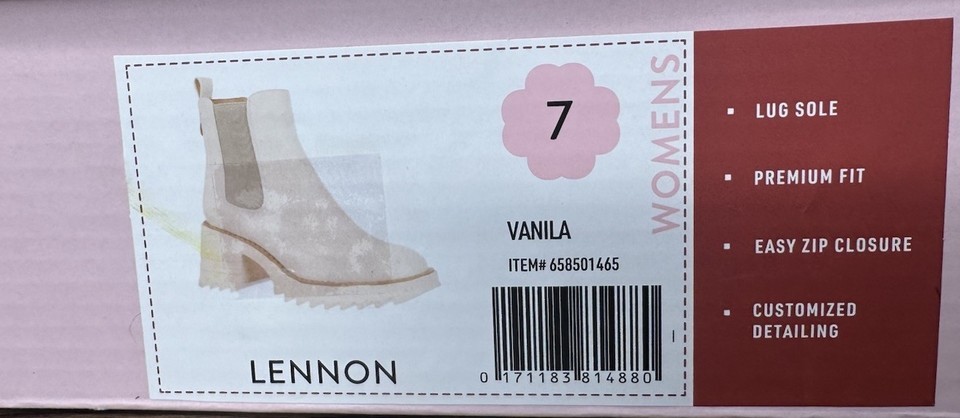 7
WOMENS
VANILA
ITEM# 658501465
0 171183 814880
LENNON
▪ LUG SOLE
▪ PREMIUM FIT
▪ EASY ZIP CLOSURE
▪ CUSTOMIZED
DETAILING